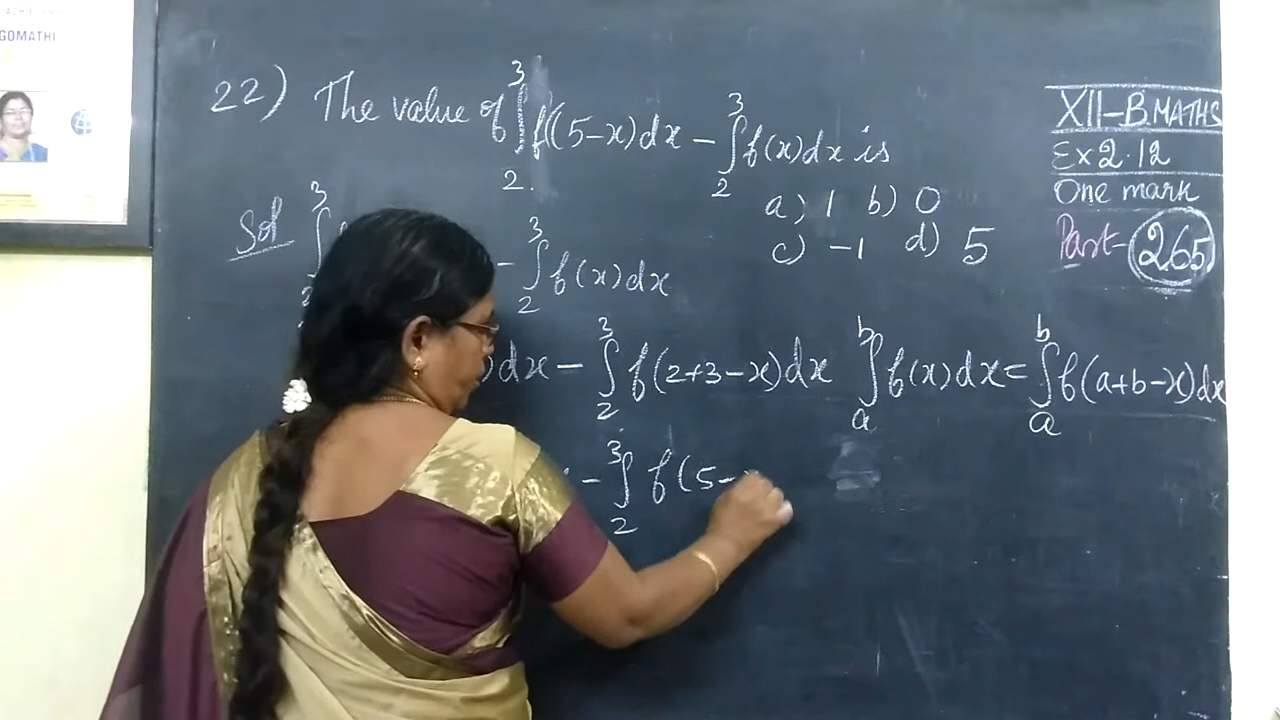 GOMATHI
XII-B.MATHS
Ex 2.12
One mark
Part-265
22) The value of ∫₂³ f(5-x)dx - ∫₂³ f(x)dx is
a) 1 b) 0
c) -1 d) 5
Sol ∫ - ∫₂³ f(x)dx
)dx - ∫₂³ f(2+3-x)dx ∫ₐᵇ f(x)dx = ∫ₐᵇ f(a+b-x)dx
- ∫₂³ f(5-